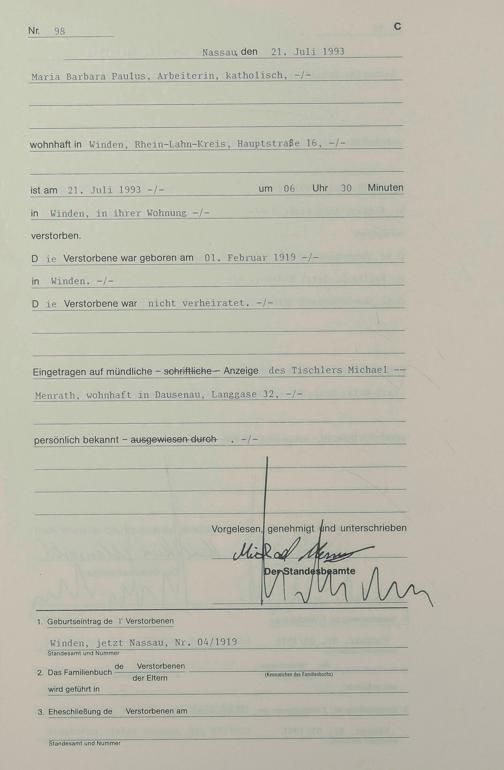 Nr. 98
C
Nassau, den 21. Juli 1993
Maria Barbara Paulus, Arbeiterin, katholisch, -/-
wohnhaft in Winden, Rhein-Lahn-Kreis, Hauptstraße 16, -/-
ist am 21. Juli 1993 -/- um 06 Uhr 30 Minuten
in Winden, in ihrer Wohnung -/-
verstorben.
D ie Verstorbene war geboren am 01. Februar 1919 -/-
in Winden. -/-
D ie Verstorbene war nicht verheiratet. -/-
Eingetragen auf mündliche – schriftliche – Anzeige des Tischlers Michael --
Menrath, wohnhaft in Dausenau, Langgase 32, -/-
persönlich bekannt – ausgewiesen durch . -/-
Vorgelesen, genehmigt und unterschrieben
Michael
Der Standesbeamte
1. Geburtseintrag de r Verstorbenen
Winden, jetzt Nassau, Nr. 04/1919
Standesamt und Nummer
2. Das Familienbuch de Verstorbenen
der Eltern
(Kennzeichen des Familienbuchs)
wird geführt in
3. Eheschließung de Verstorbenen am
Standesamt und Nummer